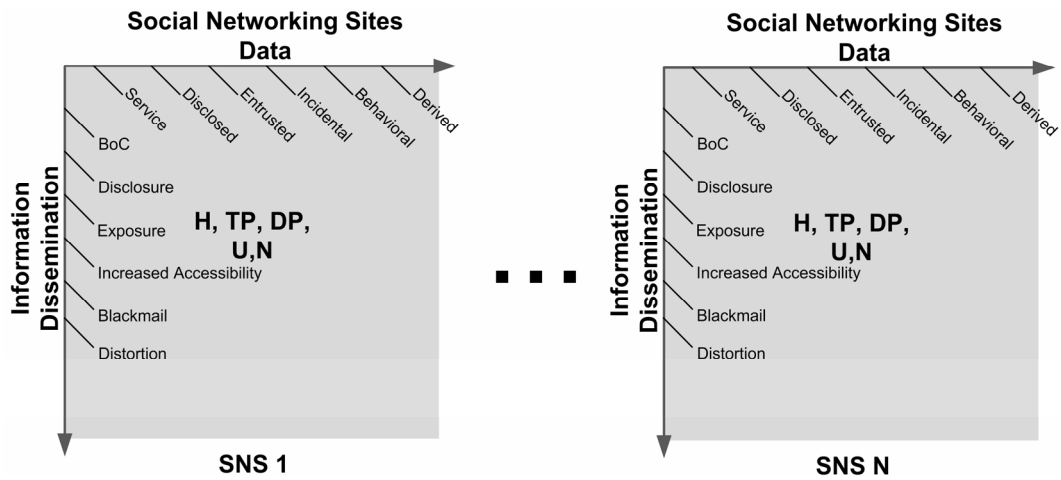 Social Networking Sites
Data
Service
Disclosed
Entrusted
Incidental
Behavioral
Derived
Information
Dissemination
BoC
Disclosure
Exposure
Increased Accessibility
Blackmail
Distortion
H, TP, DP,
U,N
SNS 1
Social Networking Sites
Data
Service
Disclosed
Entrusted
Incidental
Behavioral
Derived
Information
Dissemination
BoC
Disclosure
Exposure
Increased Accessibility
Blackmail
Distortion
H, TP, DP,
U,N
SNS N